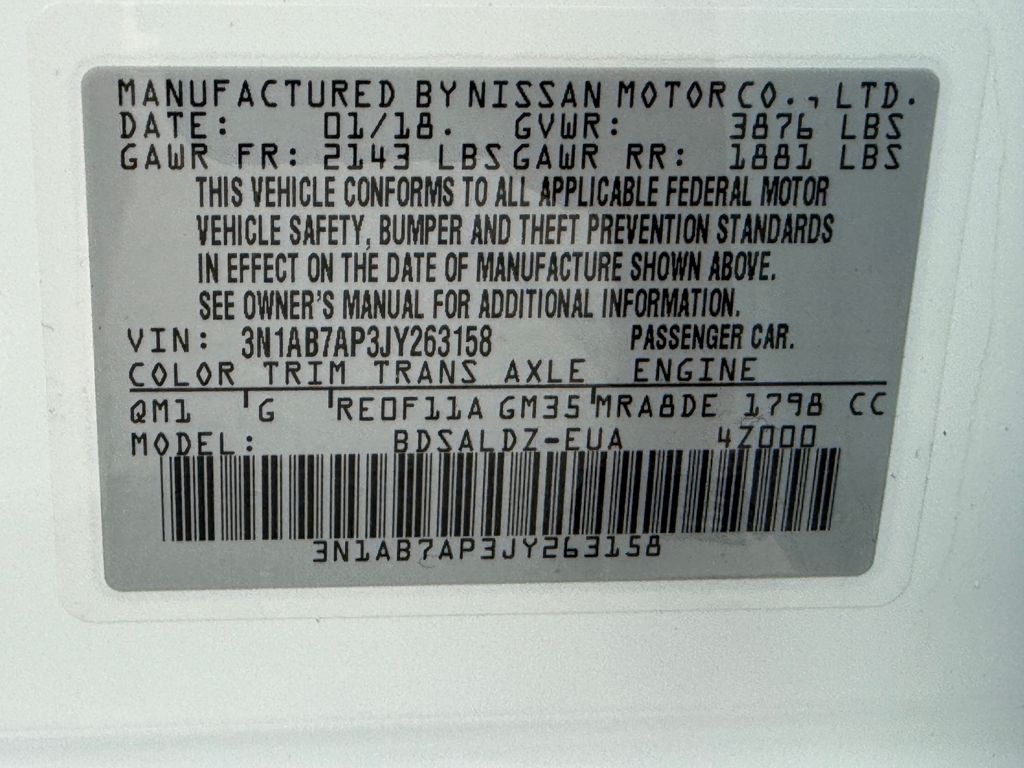 MANUFACTURED BY NISSAN MOTOR CO., LTD.
DATE: 01/18. GVWR: 3876 LBS
GAWR FR: 2143 LBS GAWR RR: 1881 LBS
THIS VEHICLE CONFORMS TO ALL APPLICABLE FEDERAL MOTOR
VEHICLE SAFETY, BUMPER AND THEFT PREVENTION STANDARDS
IN EFFECT ON THE DATE OF MANUFACTURE SHOWN ABOVE.
SEE OWNER'S MANUAL FOR ADDITIONAL INFORMATION.
VIN: 3N1AB7AP3JY263158 PASSENGER CAR.
COLOR TRIM TRANS AXLE ENGINE
QM1 G RE0F11A GM35 MRA8DE 1798 CC
MODEL: BDSALDZ-EUA 4Z000
3N1AB7AP3JY263158